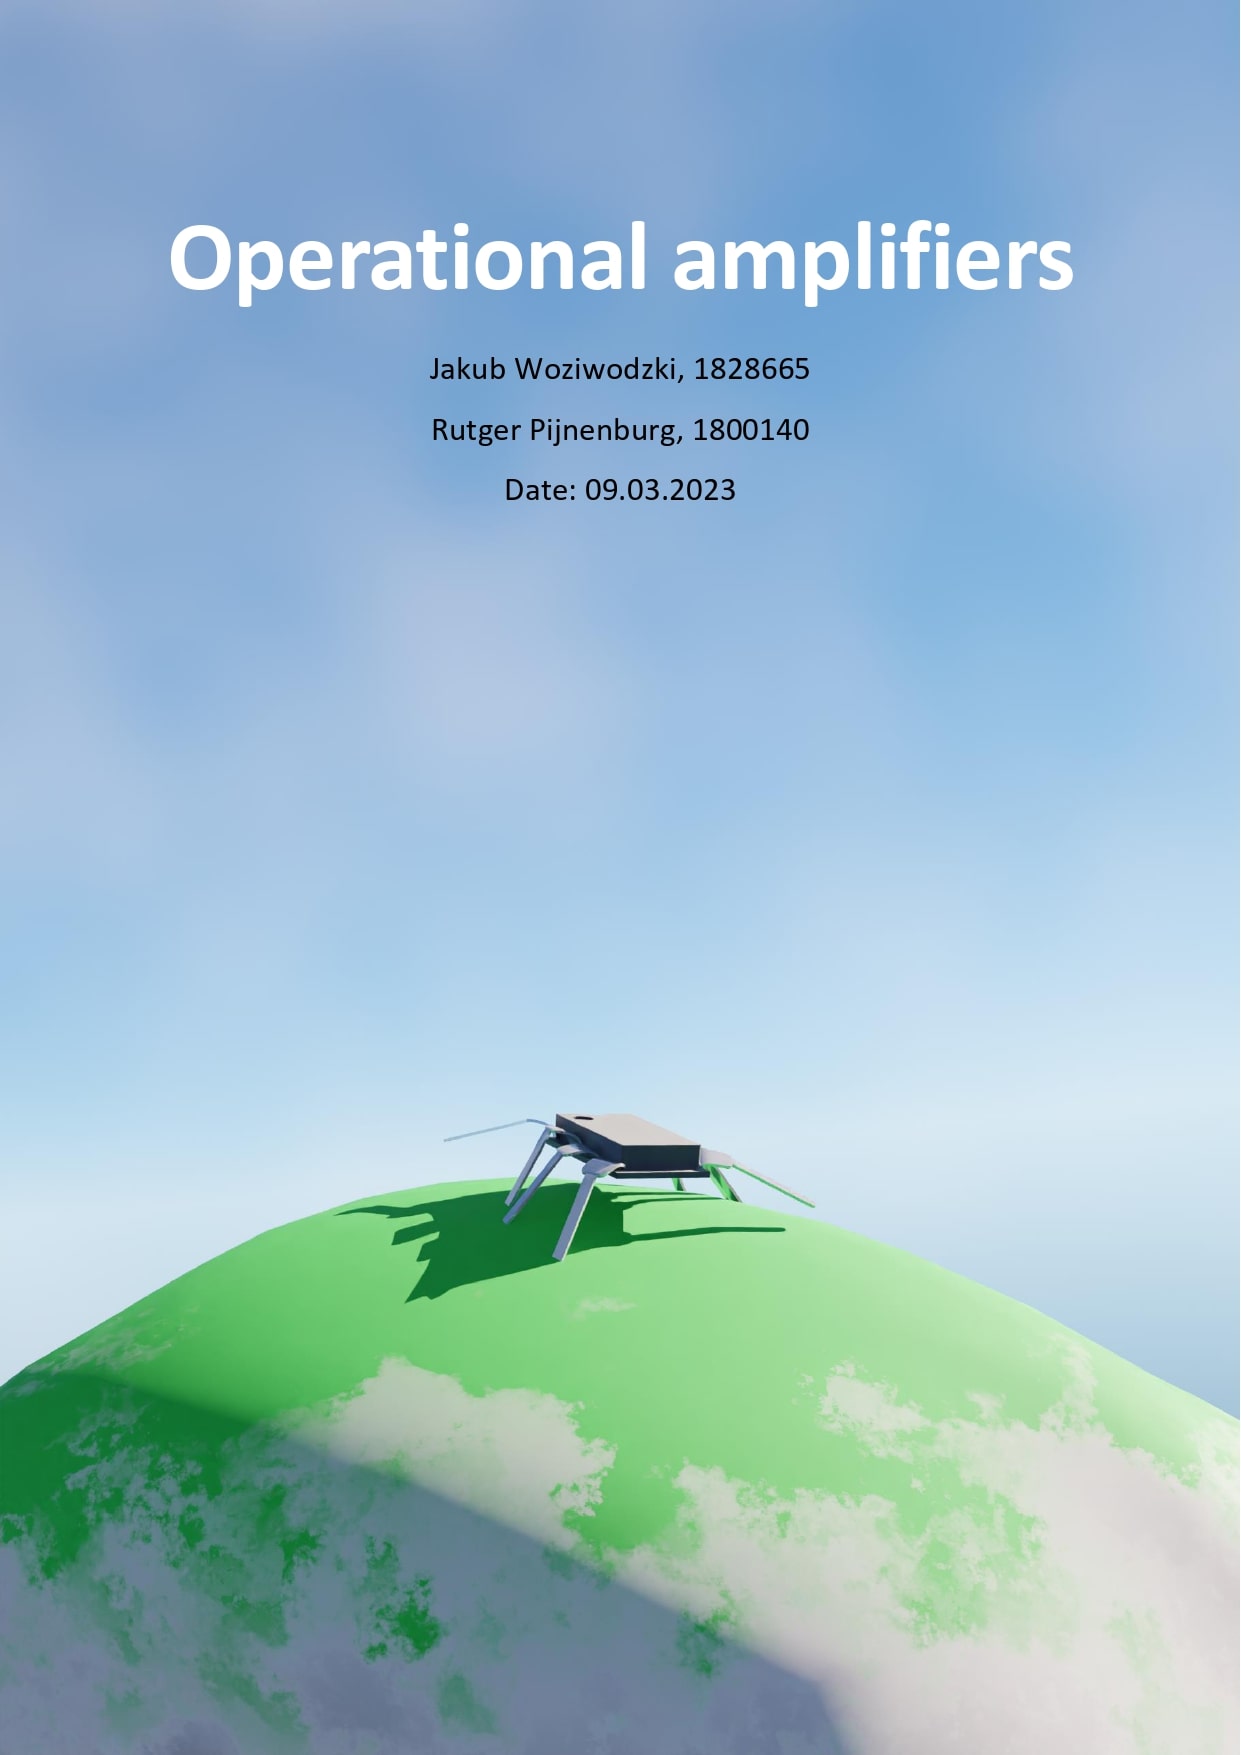 Operational amplifiers
Jakub Woziwodzki, 1828665
Rutger Pijnenburg, 1800140
Date: 09.03.2023